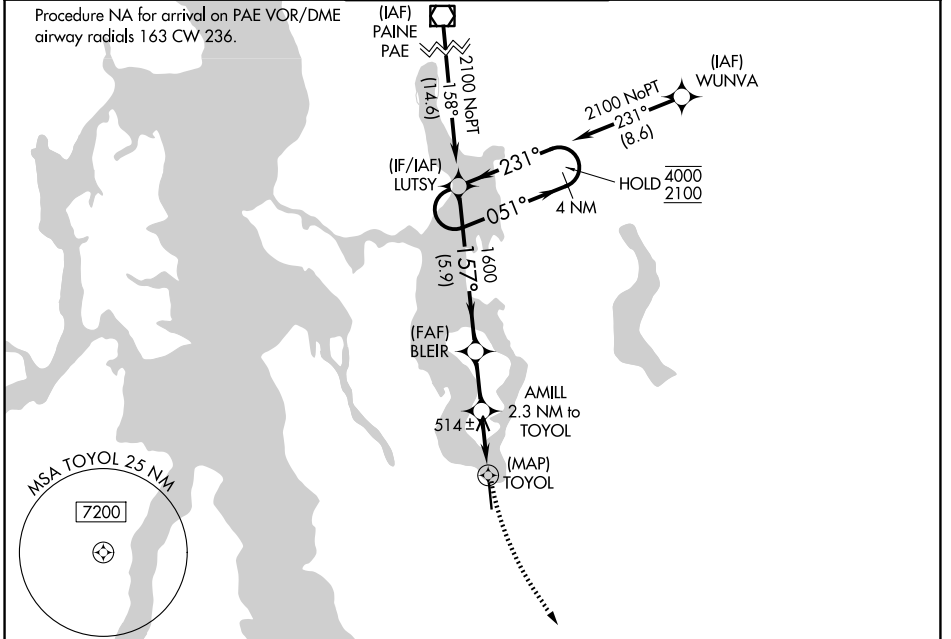 Procedure NA for arrival on PAE VOR/DME
airway radials 163 CW 236.
(IAF)
PAINE
PAE
2100 NoPT
158°
(14.6)
(IAF)
WUNVA
2100 NoPT
231°
(8.6)
(IF/IAF)
LUTSY
231°
051°
4 NM
HOLD 4000
2100
1600
157°
(5.9)
(FAF)
BLEIR
AMILL
2.3 NM to
TOYOL
514 ±
(MAP)
TOYOL
MSA TOYOL 25 NM
7200